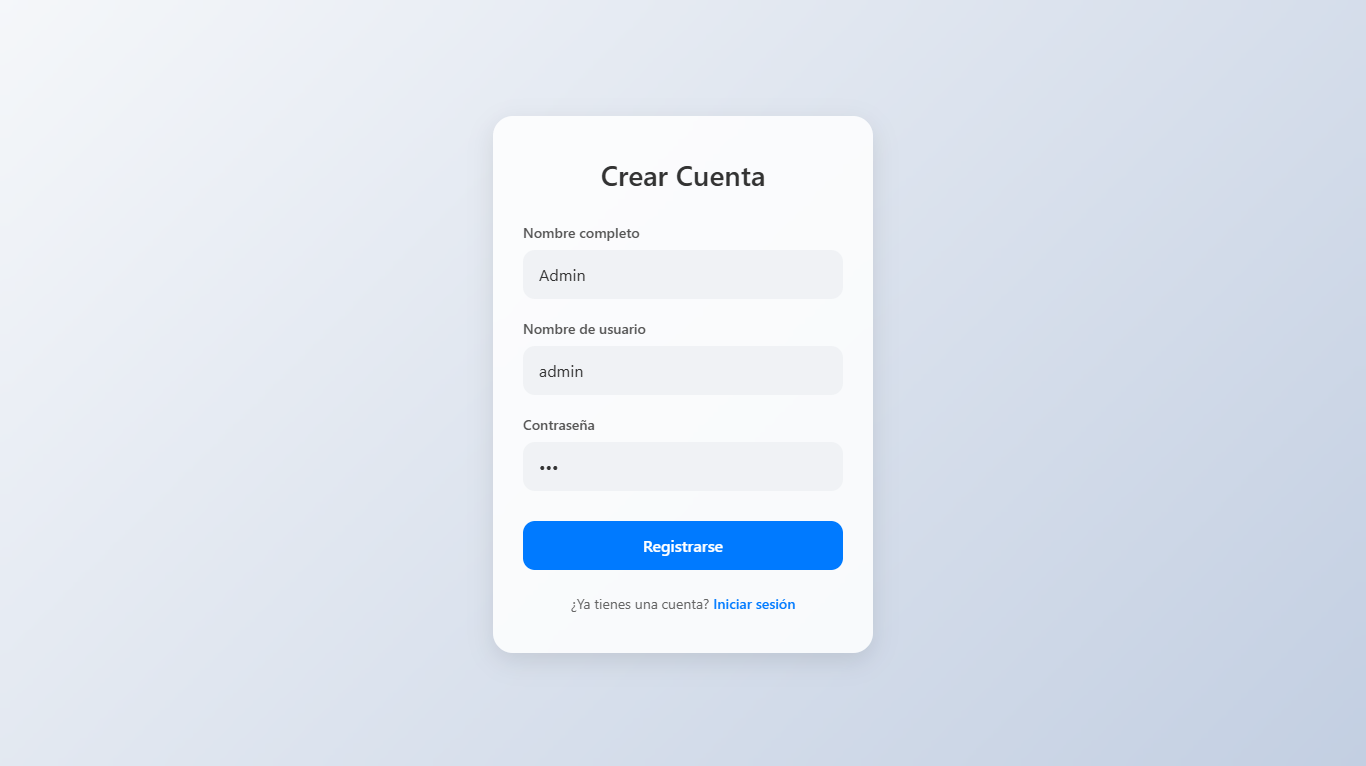 Crear Cuenta
Nombre completo
Admin
Nombre de usuario
admin
Contraseña
•••
Registrarse
¿Ya tienes una cuenta? Iniciar sesión